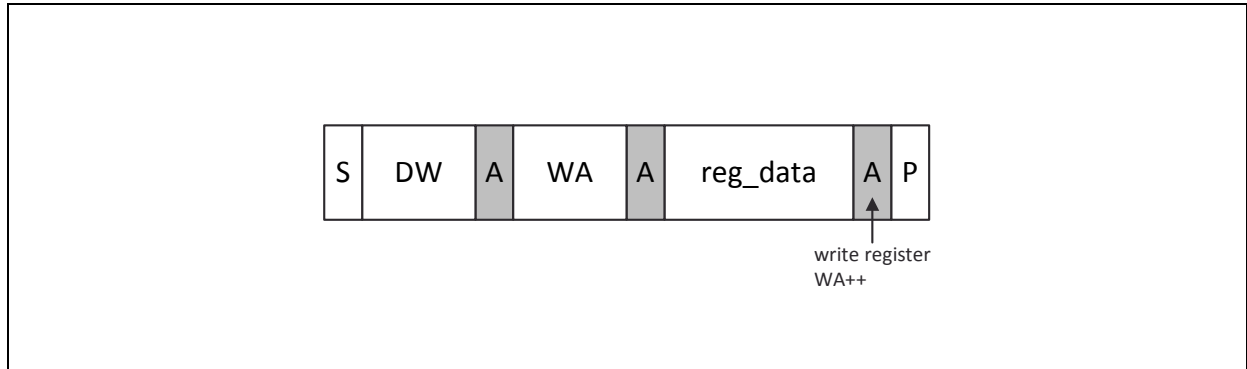 S DW A WA A reg_data A P
write register
WA++